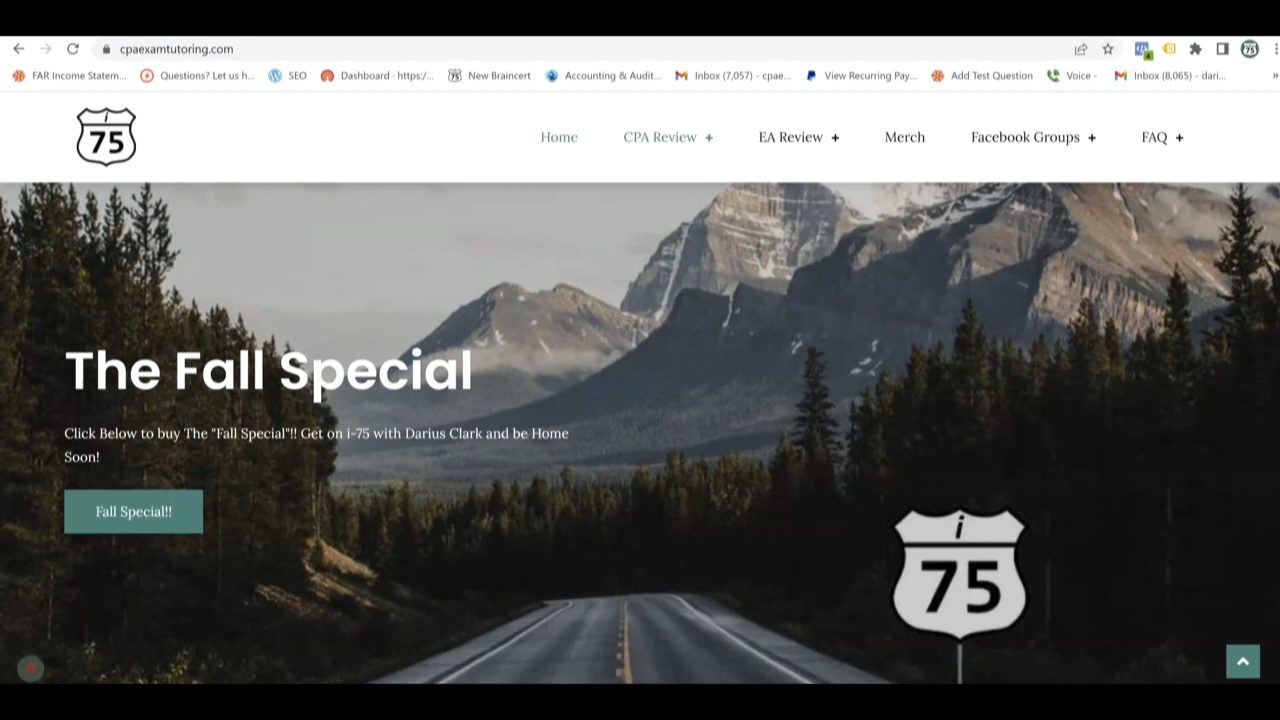 cpaexamtutoring.com
FAR Income Statem... Questions? Let us h... SEO Dashboard · https:/... New Braincert Accounting & Audit... Inbox (7,057) - cpae... View Recurring Pay... Add Test Question Voice - Inbox (8,065) - dari... »
i
75
Home CPA Review + EA Review + Merch Facebook Groups + FAQ +
The Fall Special
Click Below to buy The "Fall Special"!! Get on i-75 with Darius Clark and be Home
Soon!
Fall Special!!
i
75